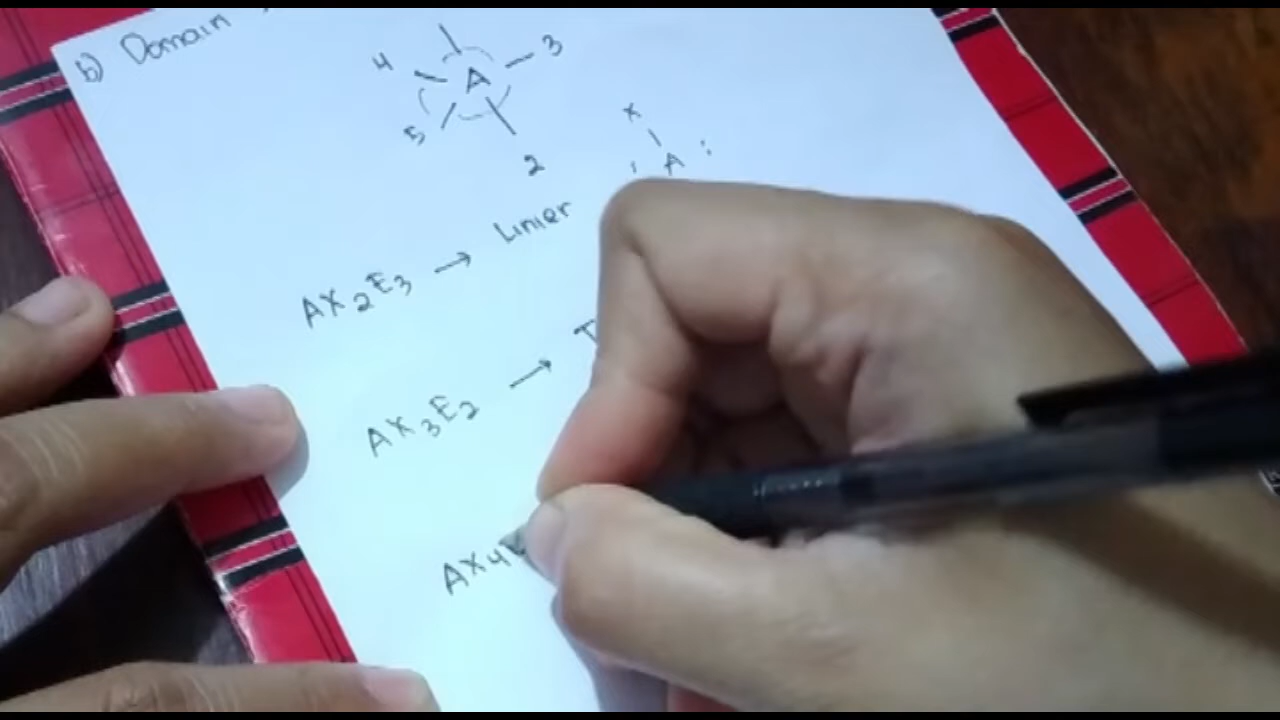 b) Domain
4 A 3
5
2
X
A :
AX2E3 → Linier
AX3E2 → T
AX4